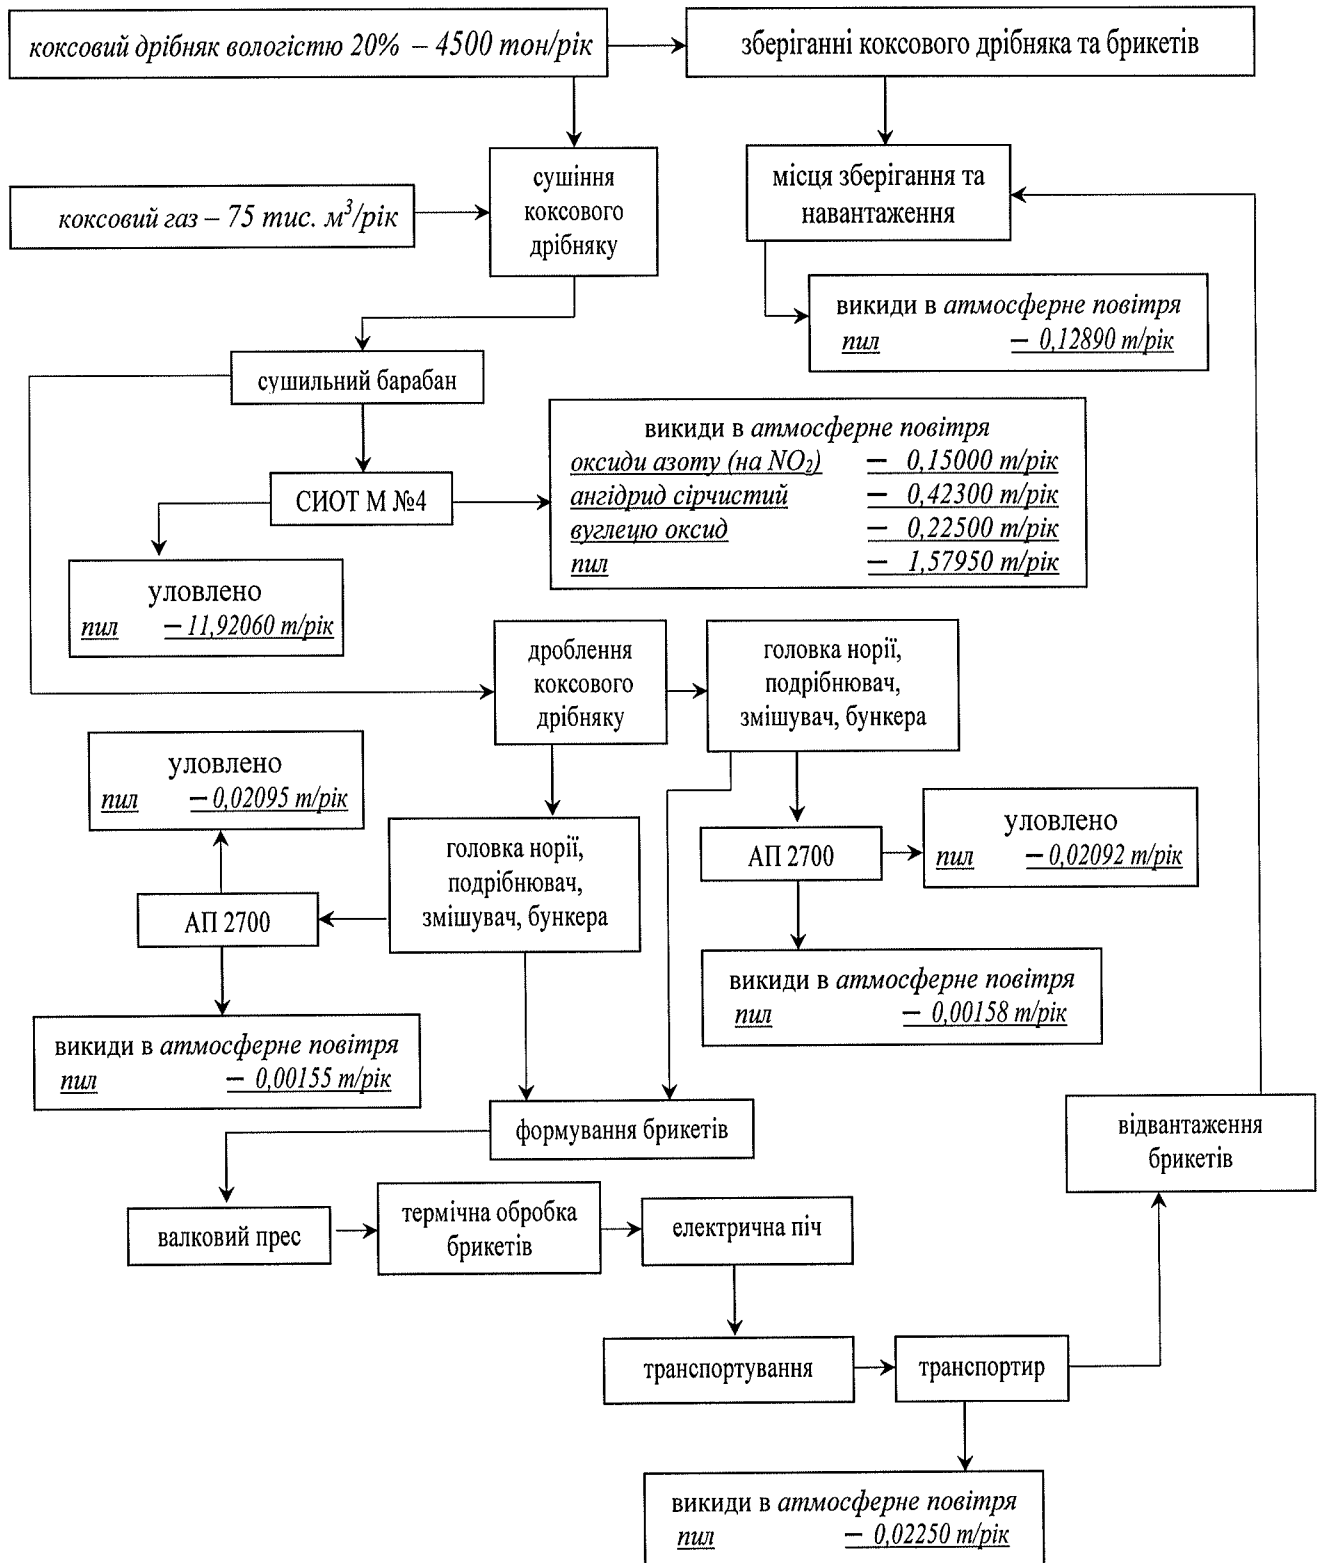 коксовий дрібняк вологістю 20% – 4500 тон/рік
зберіганні коксового дрібняка та брикетів
сушіння
коксового
дрібняку
місця зберігання та
навантаження
коксовий газ – 75 тис. м³/рік
викиди в атмосферне повітря
пил – 0,12890 т/рік
сушильний барабан
викиди в атмосферне повітря
оксиди азоту (на NO₂) – 0,15000 т/рік
ангідрид сірчистий – 0,42300 т/рік
вуглецю оксид – 0,22500 т/рік
пил – 1,57950 т/рік
СИОТ М №4
уловлено
пил – 11,92060 т/рік
дроблення
коксового
дрібняку
головка норії,
подрібнювач,
змішувач, бункера
уловлено
пил – 0,02095 т/рік
головка норії,
подрібнювач,
змішувач, бункера
АП 2700
уловлено
пил – 0,02092 т/рік
АП 2700
викиди в атмосферне повітря
пил – 0,00158 т/рік
викиди в атмосферне повітря
пил – 0,00155 т/рік
формування брикетів
відвантаження
брикетів
валковий прес
термічна обробка
брикетів
електрична піч
транспортування
транспортир
викиди в атмосферне повітря
пил – 0,02250 т/рік